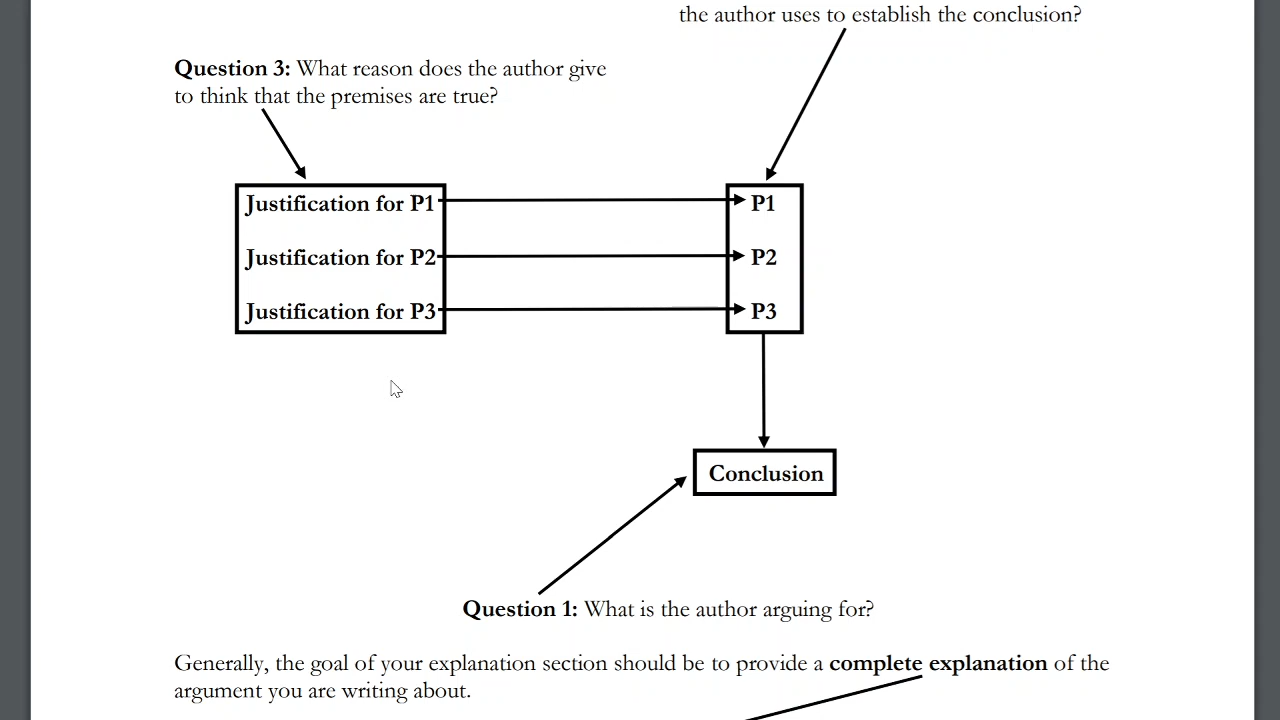 the author uses to establish the conclusion?
Question 3: What reason does the author give
to think that the premises are true?
Justification for P1
P1
Justification for P2
P2
Justification for P3
P3
Conclusion
Question 1: What is the author arguing for?
Generally, the goal of your explanation section should be to provide a complete explanation of the
argument you are writing about.